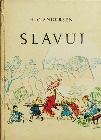 H. C. ANDERSEN
SLAVUJ